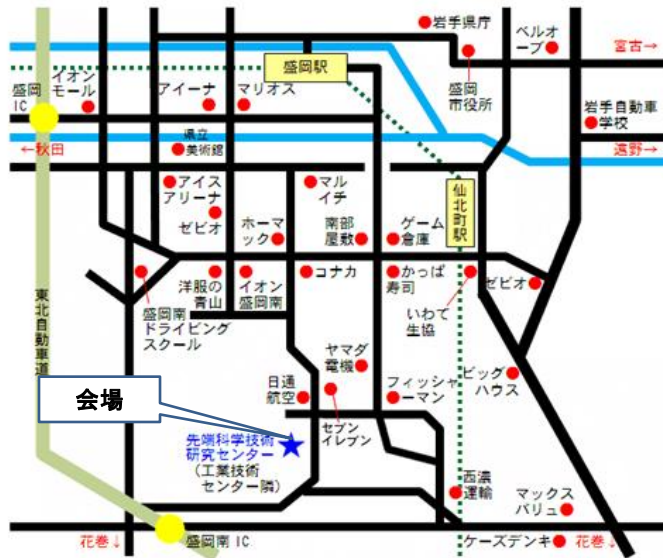 岩手県庁
ベルオ
ーブ
宮古→
盛岡駅
盛岡
市役所
盛岡
IC
イオン
モール
アイーナ
マリオス
岩手自動車
学校
←秋田
県立
美術館
遠野→
アイス
アリーナ
ゼビオ
マル
イチ
ホーマ
ック
南部
屋敷
ゲーム
倉庫
仙北町駅
東北自動車道
盛岡南
ドライビング
スクール
洋服の
青山
イオン
盛岡南
コナカ
かっぱ
寿司
いわて
生協
ゼビオ
ヤマダ
電機
ビッグ
ハウス
会場
日通
航空
フィッシャ
ーマン
セブン
イレブン
先端科学技術
研究センター
(工業技術
センター隣)
西濃
運輸
マックス
バリュ
花巻↓
盛岡南IC
ケーズデンキ
花巻↓